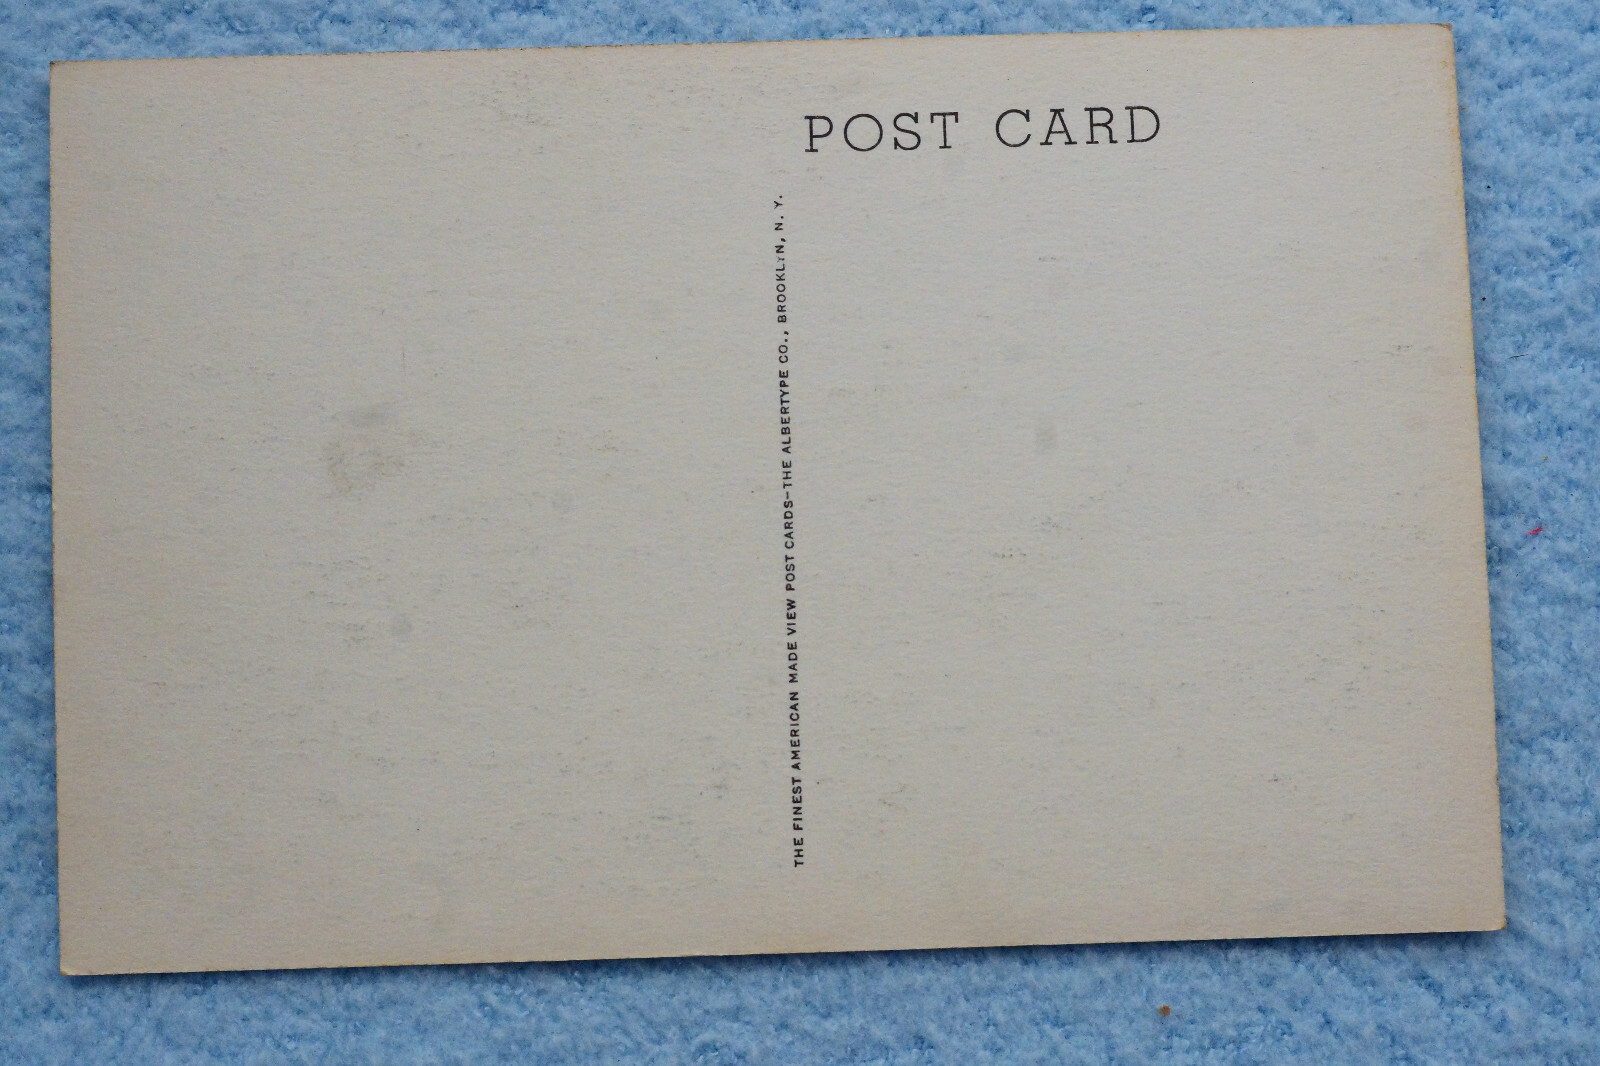 POST CARD
THE FINEST AMERICAN MADE VIEW POST CARDS—THE ALBERTYPE CO., BROOKLYN, N. Y.